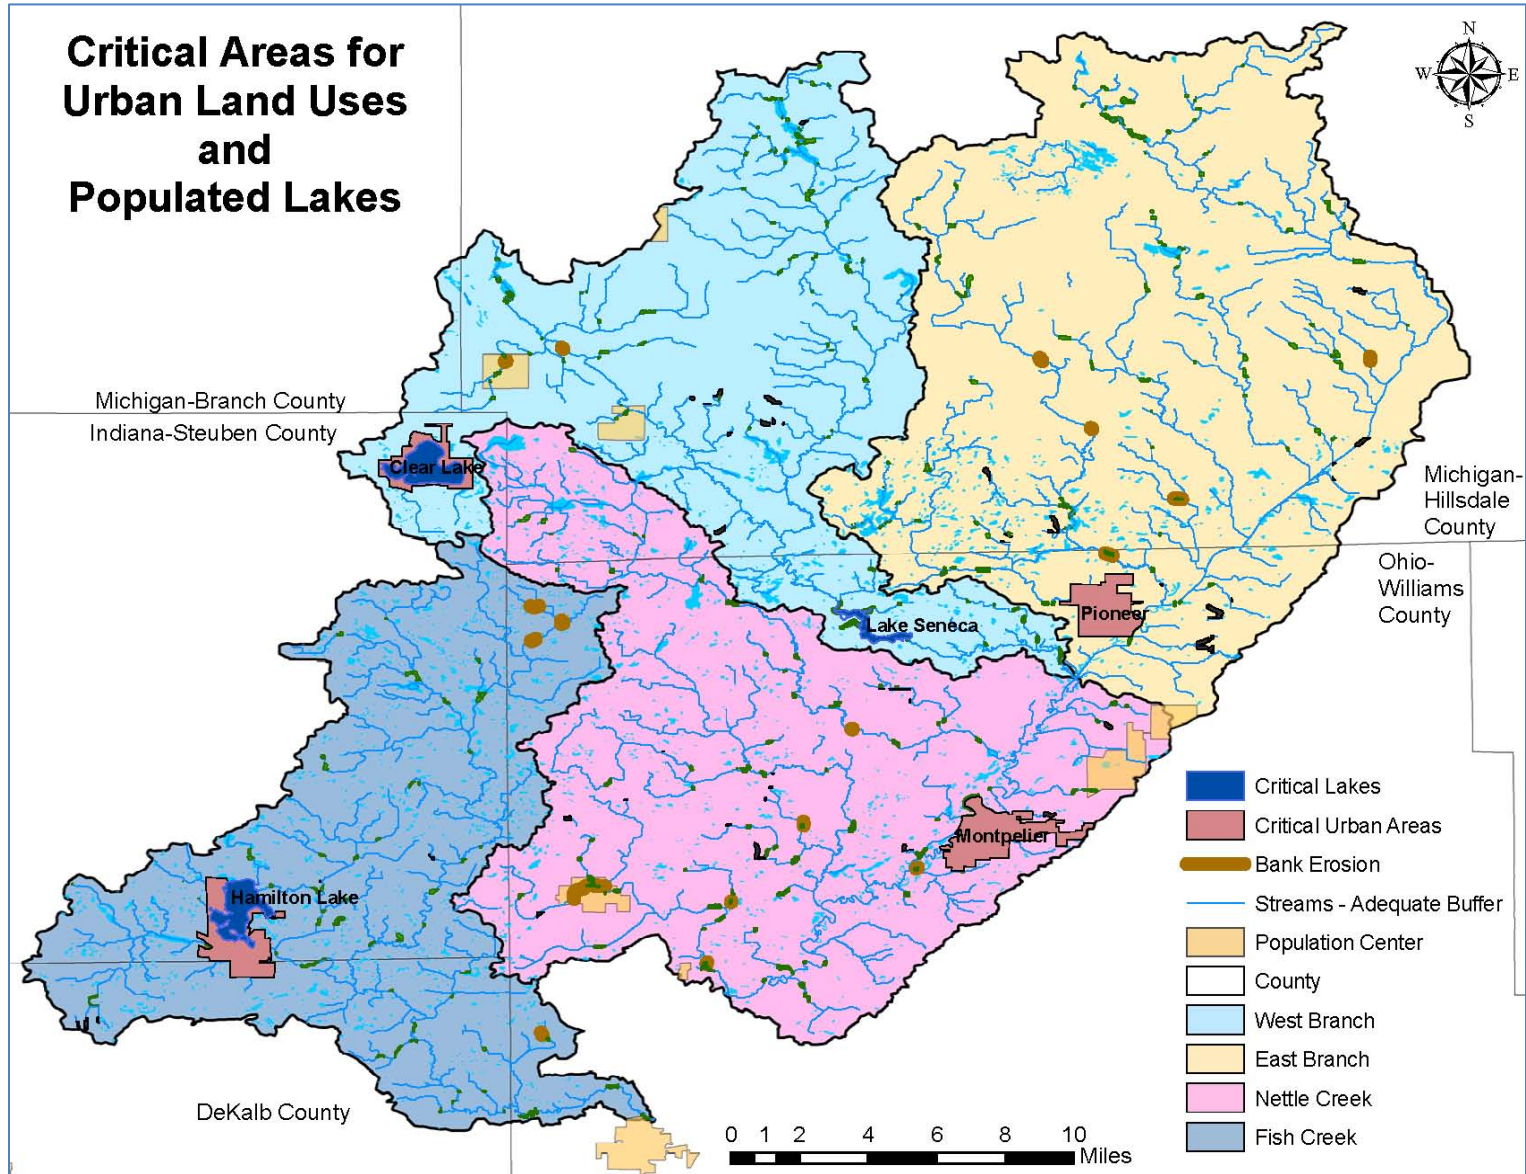 Critical Areas for
Urban Land Uses
and
Populated Lakes
N
W
E
S
Michigan-Branch County
Indiana-Steuben County
Clear Lake
Michigan-
Hillsdale
County
Ohio-
Williams
County
Pioneer
Lake Seneca
Montpelier
Hamilton Lake
DeKalb County
Critical Lakes
Critical Urban Areas
Bank Erosion
Streams - Adequate Buffer
Population Center
County
West Branch
East Branch
Nettle Creek
Fish Creek
0 1 2 4 6 8 10
Miles